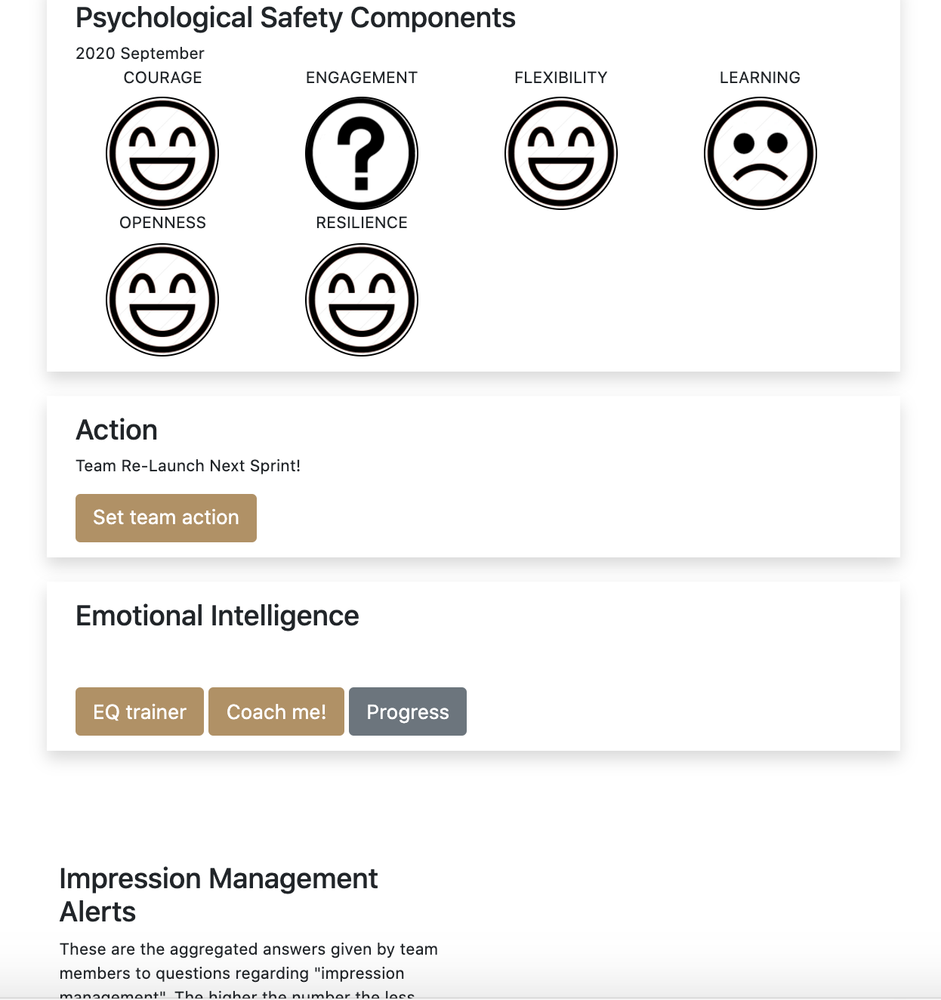 Psychological Safety Components
2020 September
COURAGE ENGAGEMENT FLEXIBILITY LEARNING
?
OPENNESS RESILIENCE
Action
Team Re-Launch Next Sprint!
Set team action
Emotional Intelligence
EQ trainer Coach me! Progress
Impression Management
Alerts
These are the aggregated answers given by team
members to questions regarding "impression
management". The higher the number the less